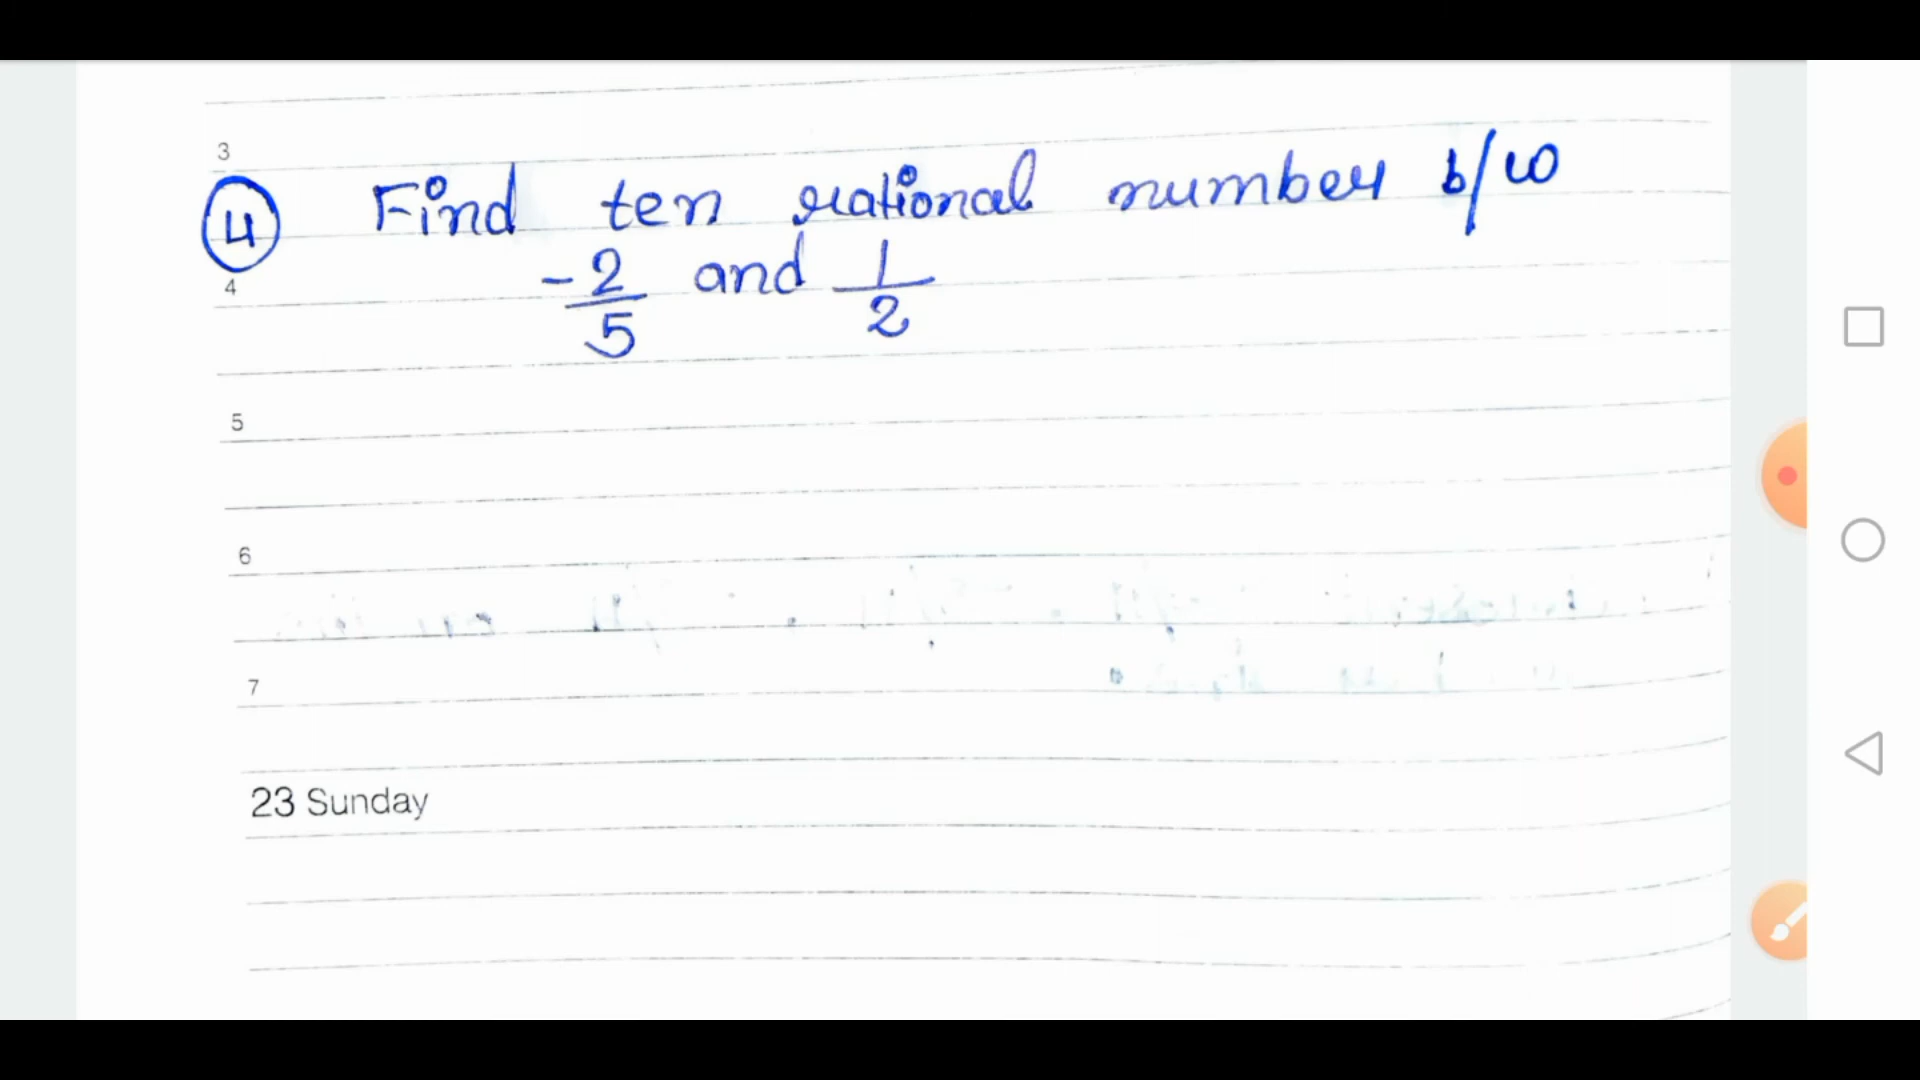 3
④ Find ten rational number b/w
4
-2/5 and 1/2
5
6
7
23 Sunday